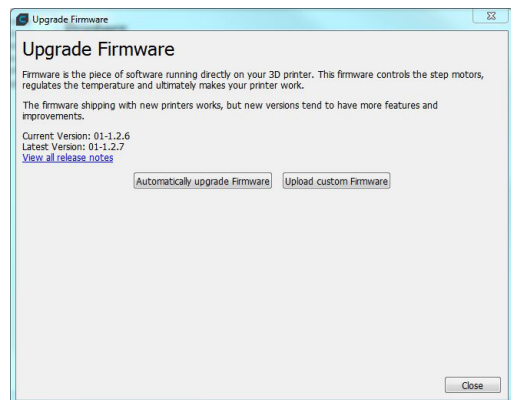 Upgrade Firmware
Upgrade Firmware
Firmware is the piece of software running directly on your 3D printer. This firmware controls the step motors,
regulates the temperature and ultimately makes your printer work.
The firmware shipping with new printers works, but new versions tend to have more features and
improvements.
Current Version: 01-1.2.6
Latest Version: 01-1.2.7
View all release notes
Automatically upgrade Firmware Upload custom Firmware
Close